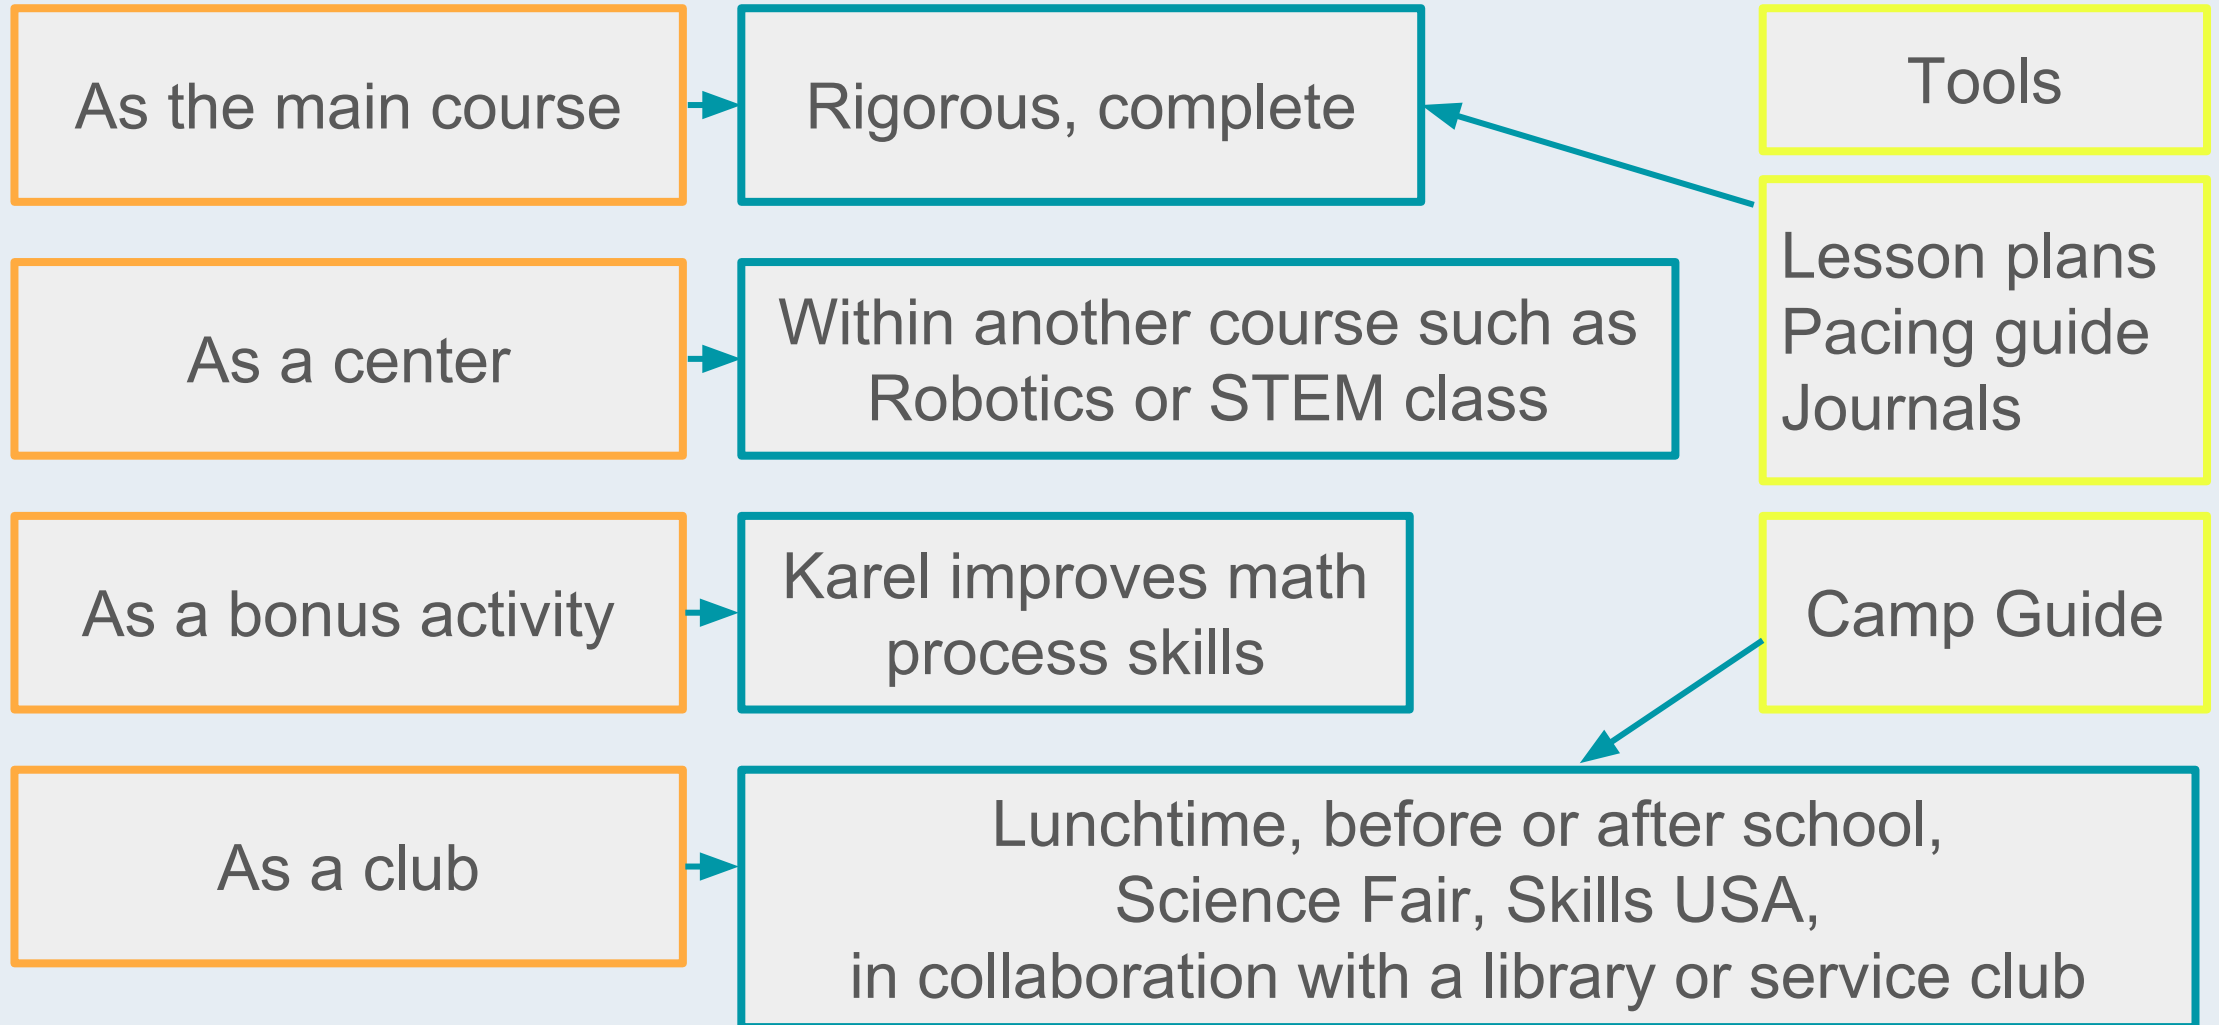 As the main course
Rigorous, complete
Tools
Lesson plans
Pacing guide
Journals
As a center
Within another course such as
Robotics or STEM class
As a bonus activity
Karel improves math
process skills
Camp Guide
As a club
Lunchtime, before or after school,
Science Fair, Skills USA,
in collaboration with a library or service club